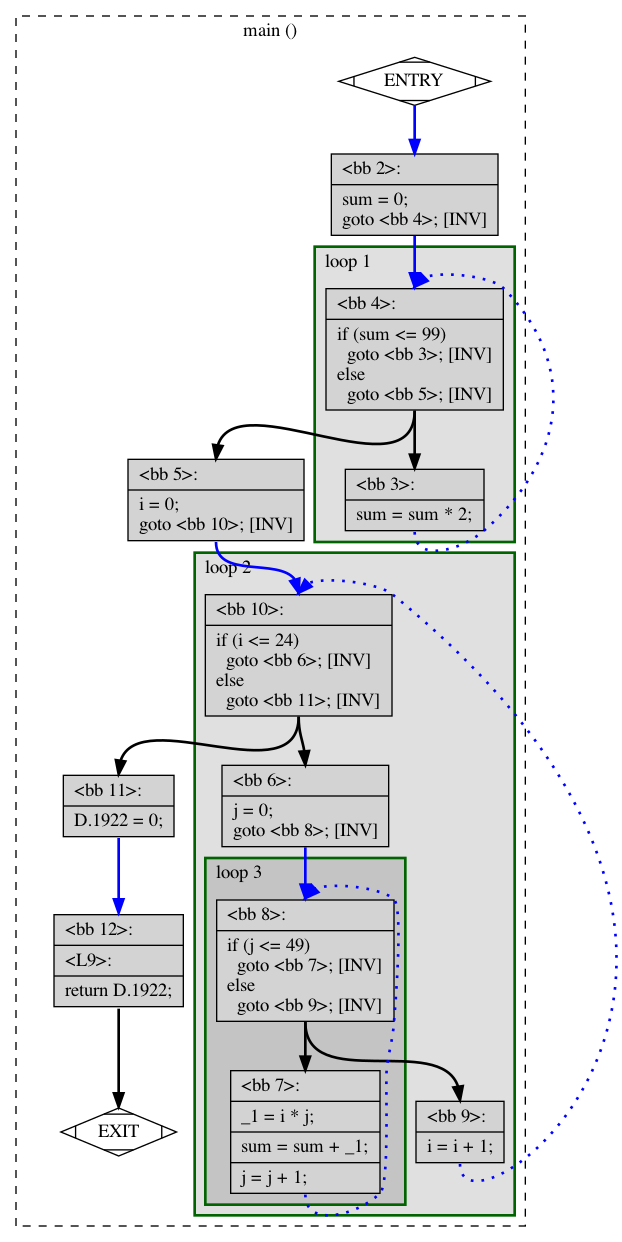 main ()
ENTRY
<bb 2>:
sum = 0;
goto <bb 4>; [INV]
loop 1
<bb 4>:
if (sum <= 99)
goto <bb 3>; [INV]
else
goto <bb 5>; [INV]
<bb 5>:
i = 0;
goto <bb 10>; [INV]
<bb 3>:
sum = sum * 2;
loop 2
<bb 10>:
if (i <= 24)
goto <bb 6>; [INV]
else
goto <bb 11>; [INV]
<bb 11>:
D.1922 = 0;
<bb 6>:
j = 0;
goto <bb 8>; [INV]
loop 3
<bb 8>:
if (j <= 49)
goto <bb 7>; [INV]
else
goto <bb 9>; [INV]
<bb 12>:
<L9>:
return D.1922;
<bb 7>:
_1 = i * j;
sum = sum + _1;
j = j + 1;
<bb 9>:
i = i + 1;
EXIT